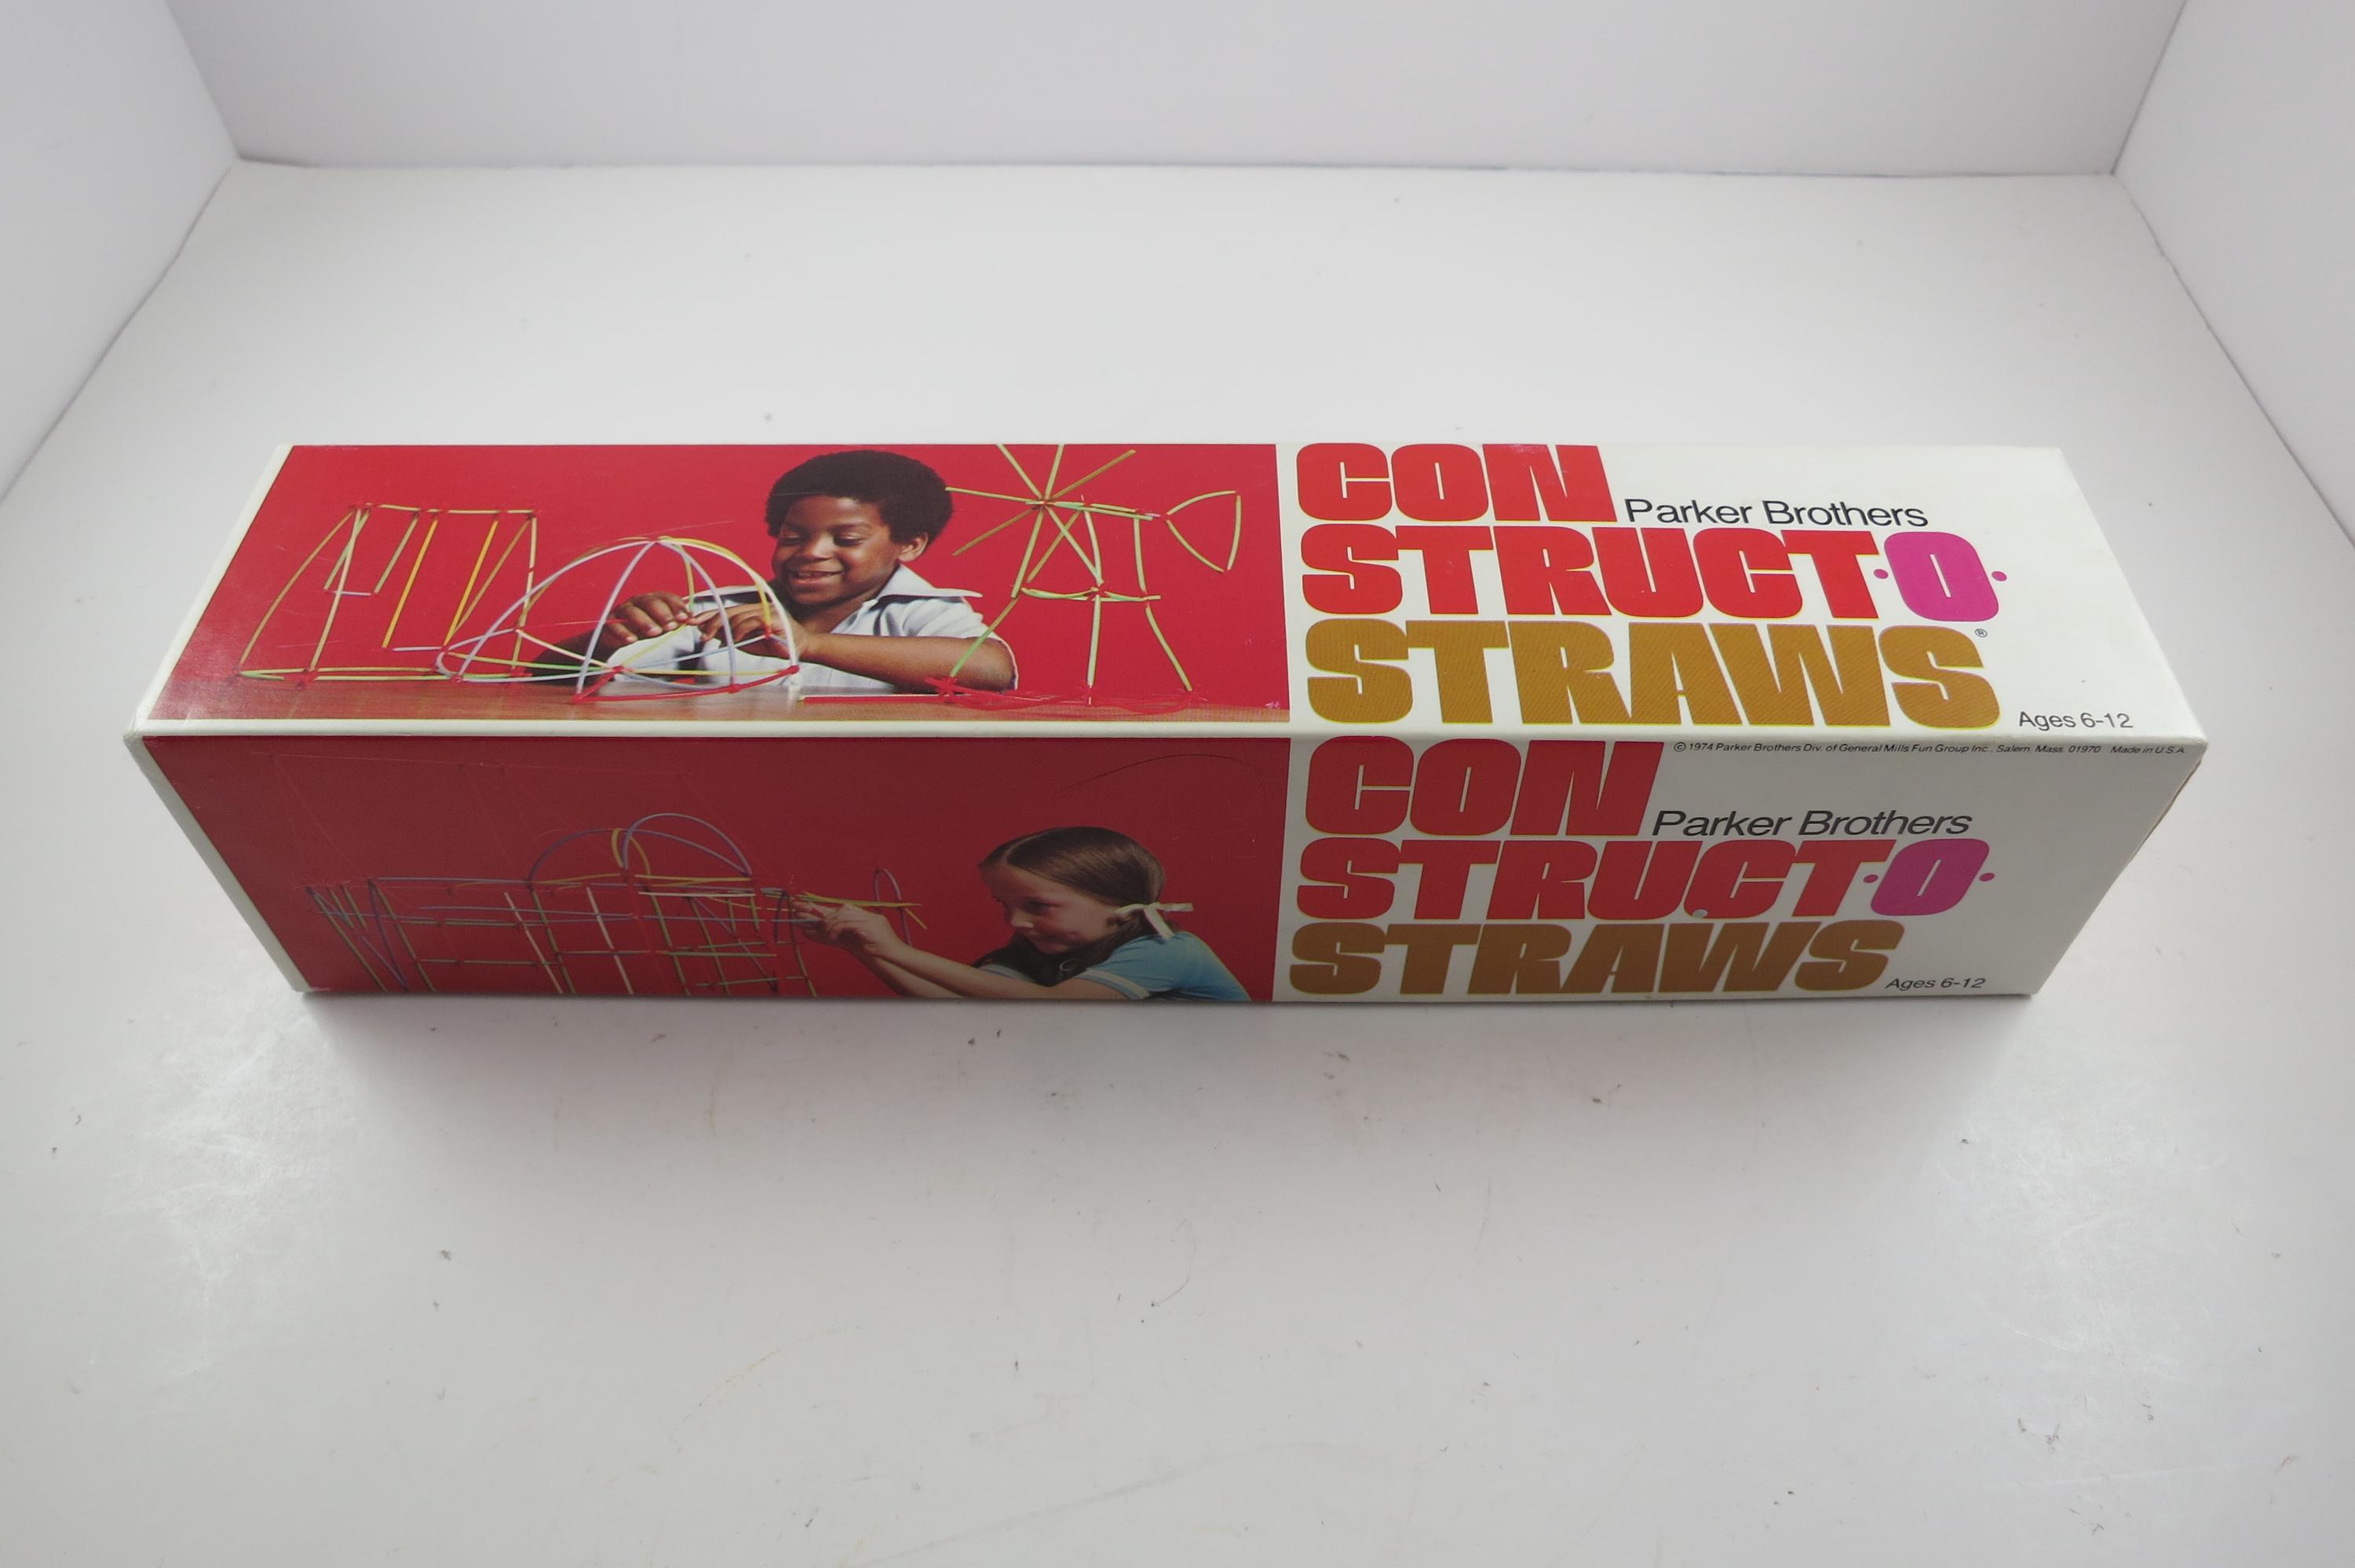 CON
Parker Brothers
STRUCT·O·
STRAWS®
Ages 6-12
©1974 Parker Brothers Div. of General Mills Fun Group Inc., Salem, Mass. 01970 Made in U.S.A.
CON
Parker Brothers
STRUCT·O·
STRAWS
Ages 6-12